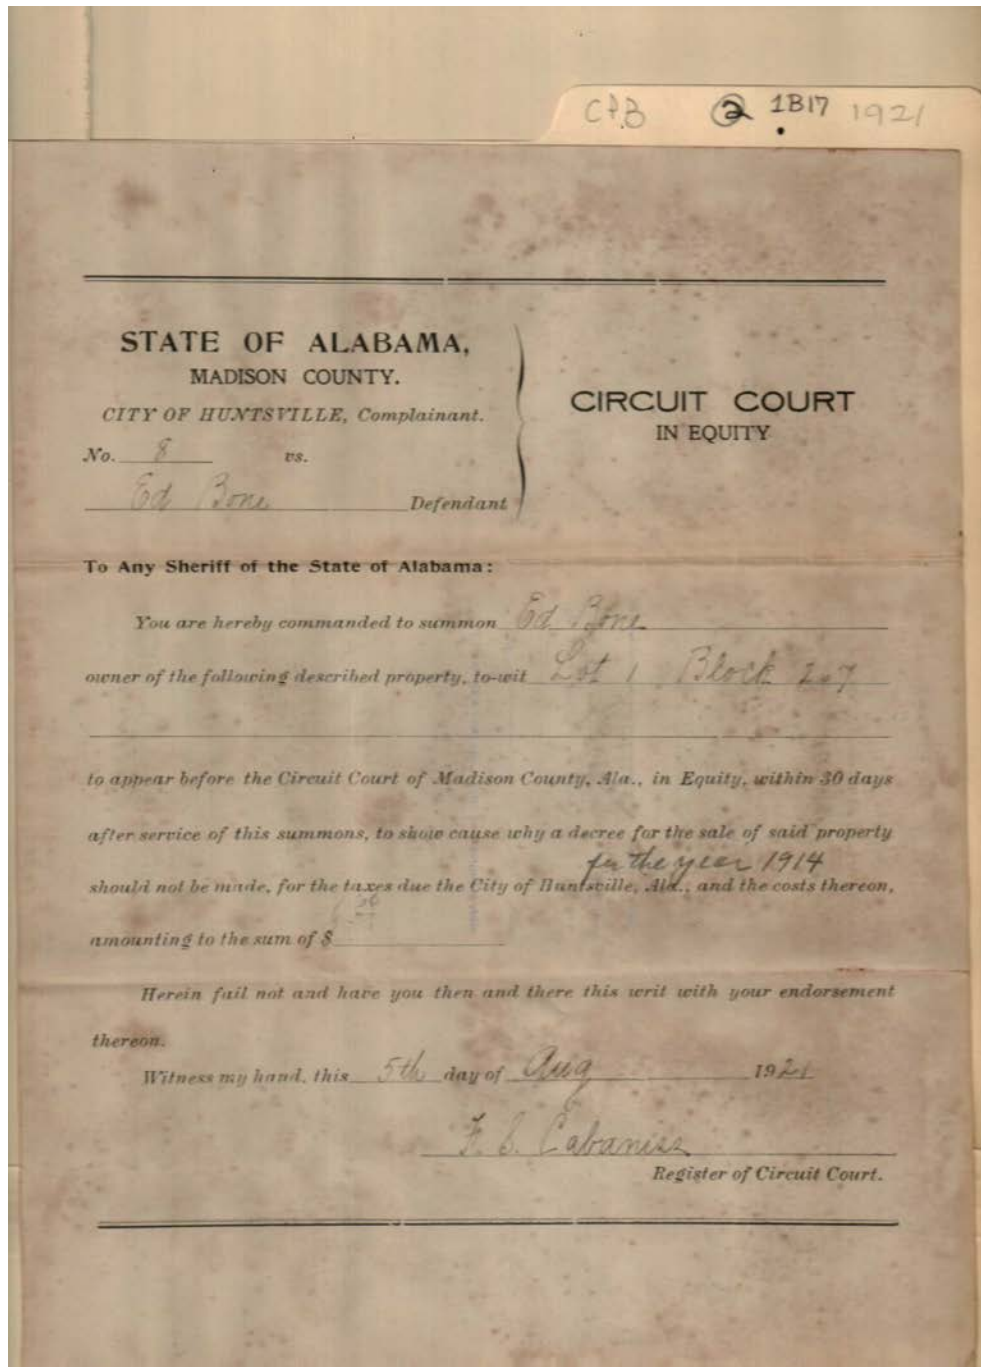 CPB ② 1B17 1921
STATE OF ALABAMA,
MADISON COUNTY.
CITY OF HUNTSVILLE, Complainant.
No. 8 vs.
Ed Bone Defendant
CIRCUIT COURT
IN EQUITY
To Any Sheriff of the State of Alabama:
You are hereby commanded to summon Ed Bone
owner of the following described property, to-wit Lot 1 Block 267
to appear before the Circuit Court of Madison County, Ala., in Equity, within 30 days
after service of this summons, to show cause why a decree for the sale of said property
for the year 1914
should not be made, for the taxes due the City of Huntsville, Ala., and the costs thereon,
amounting to the sum of $
Herein fail not and have you then and there this writ with your endorsement
thereon.
Witness my hand, this 5th day of Aug 1921
F. S. Cabaniss
Register of Circuit Court.